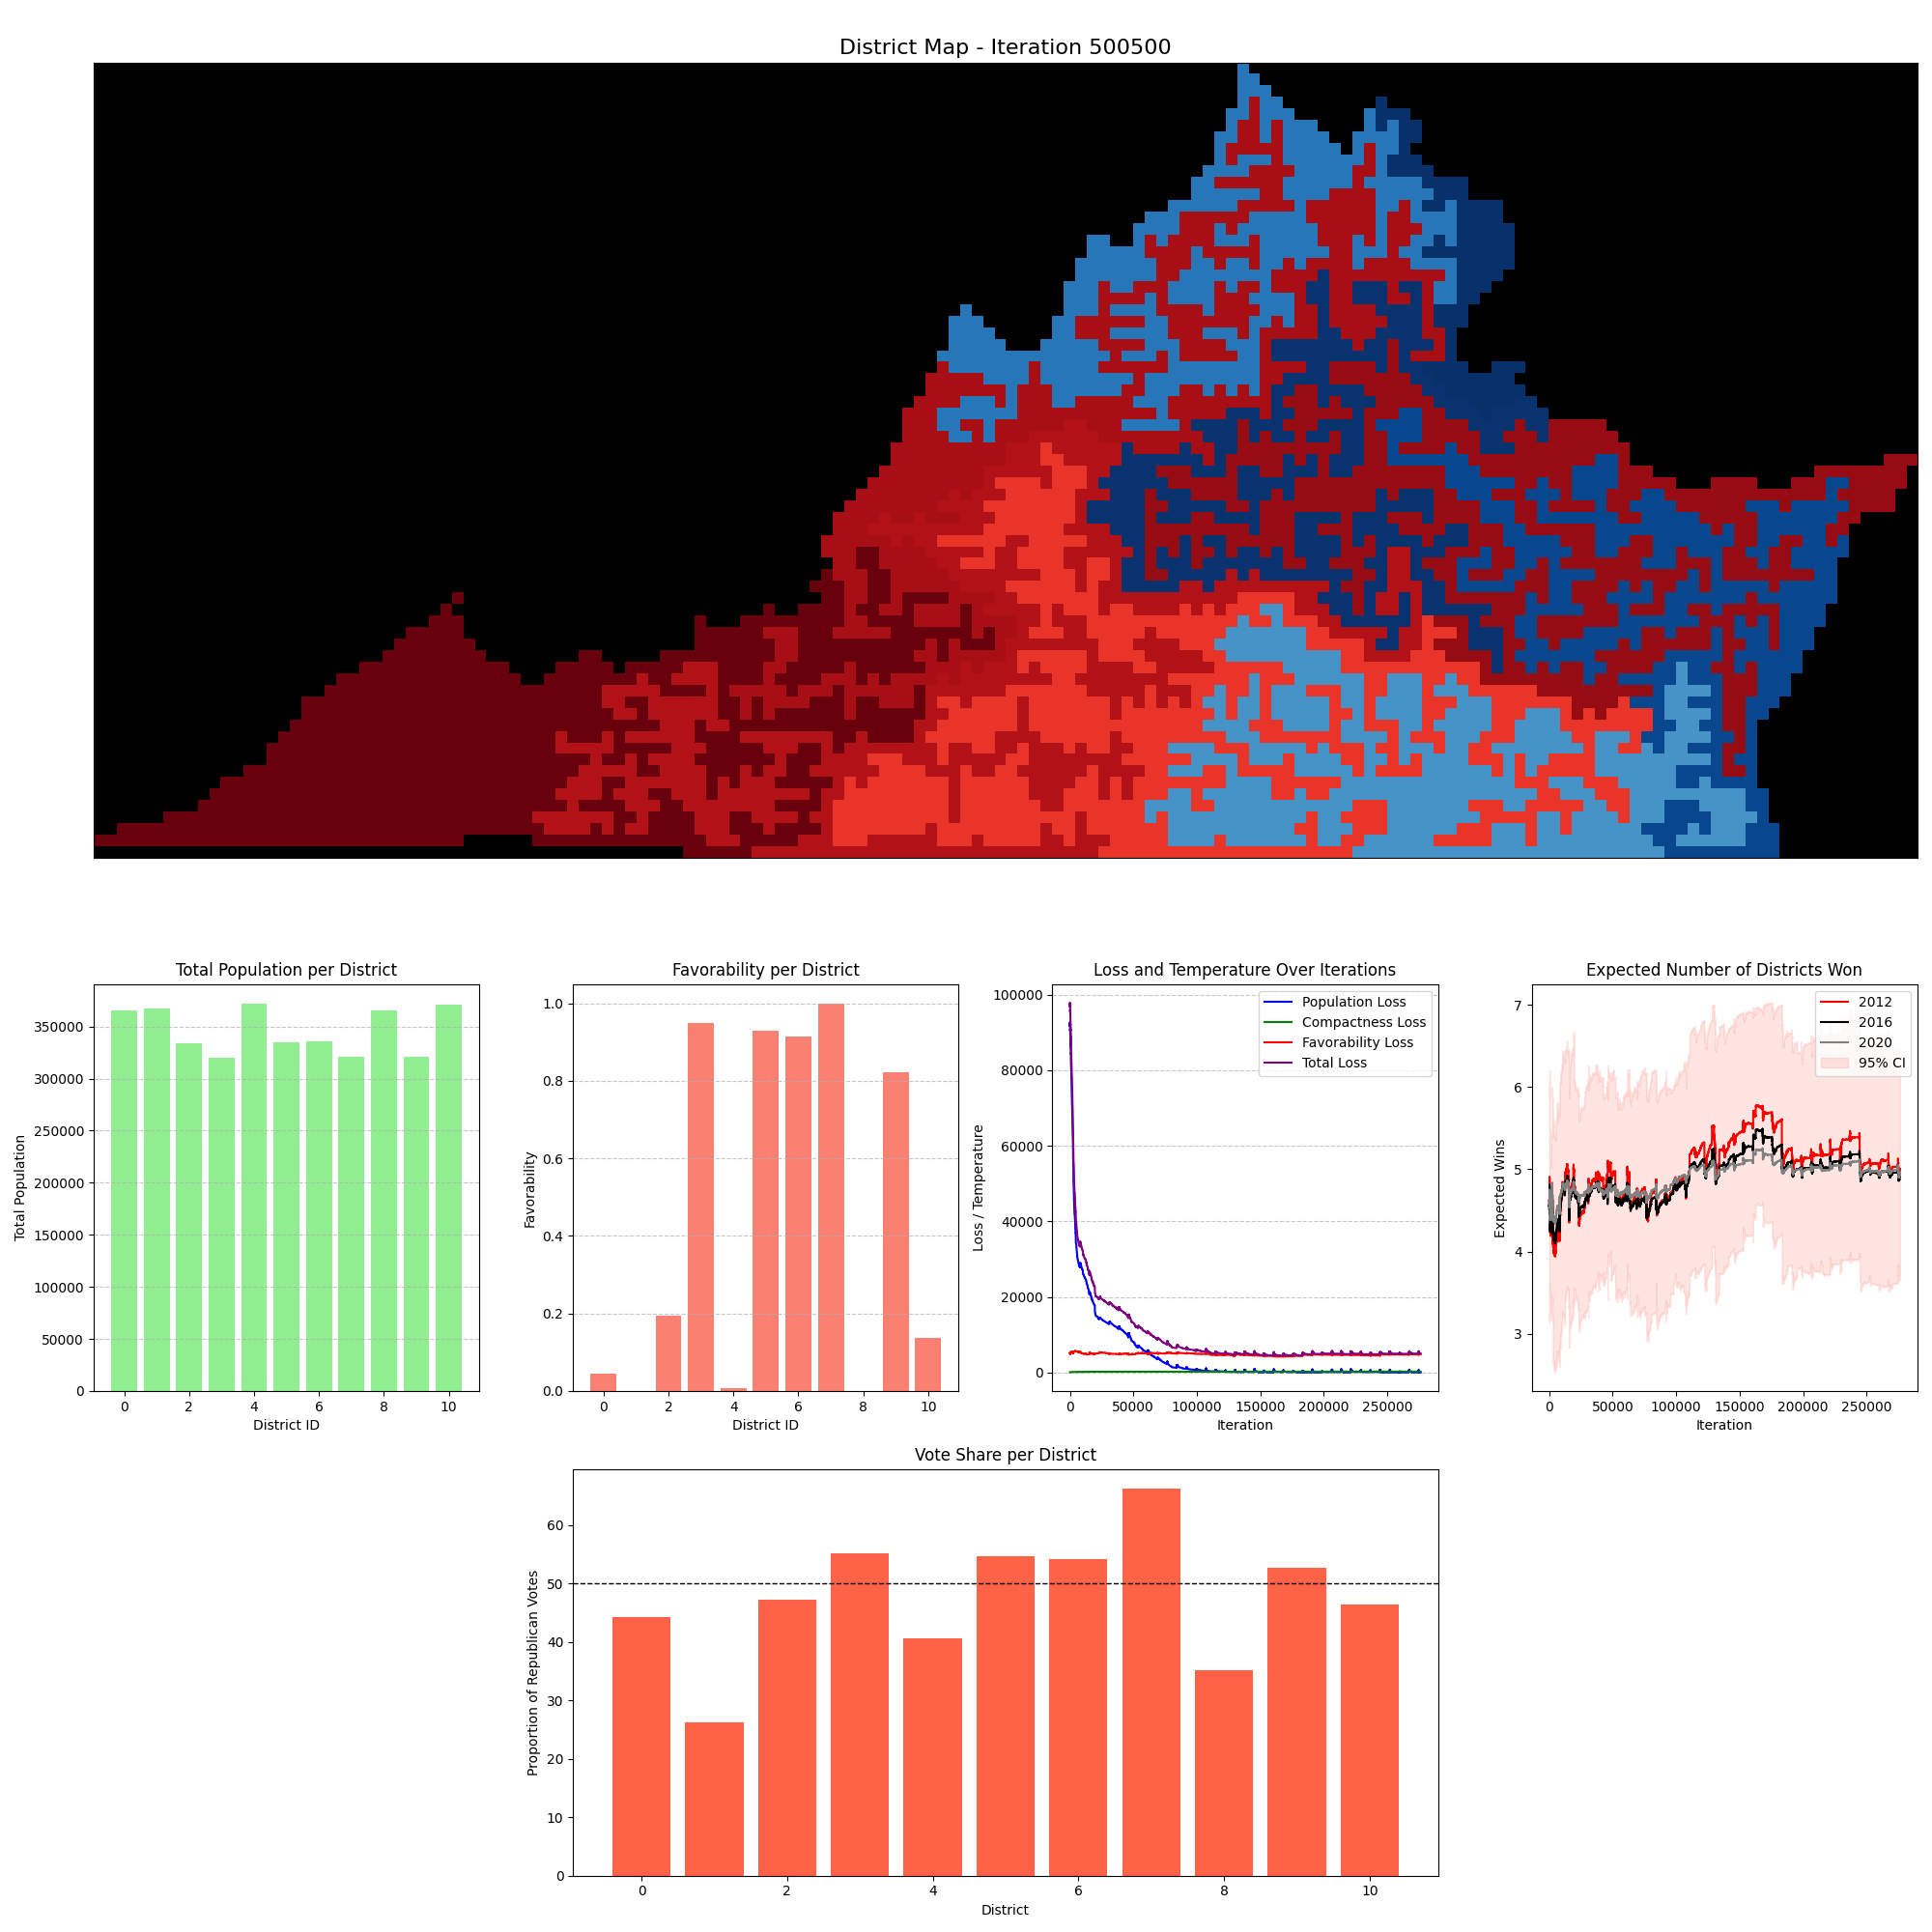 District Map - Iteration 500500
Total Population per District
Total Population
350000
300000
250000
200000
150000
100000
50000
0
0 2 4 6 8 10
District ID
Favorability per District
Favorability
1.0
0.8
0.6
0.4
0.2
0.0
0 2 4 6 8 10
District ID
Loss and Temperature Over Iterations
Loss / Temperature
100000
80000
60000
40000
20000
0
Population Loss
Compactness Loss
Favorability Loss
Total Loss
0 50000 100000 150000 200000 250000
Iteration
Expected Number of Districts Won
Expected Wins
7
6
5
4
3
2012
2016
2020
95% CI
0 50000 100000 150000 200000 250000
Iteration
Vote Share per District
Proportion of Republican Votes
60
50
40
30
20
10
0
0 2 4 6 8 10
District